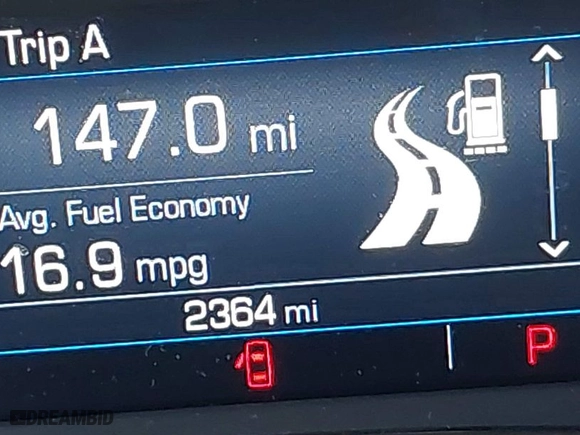 Trip A
147.0 mi
Avg. Fuel Economy
16.9 mpg
2364 mi
P
DREAMBID